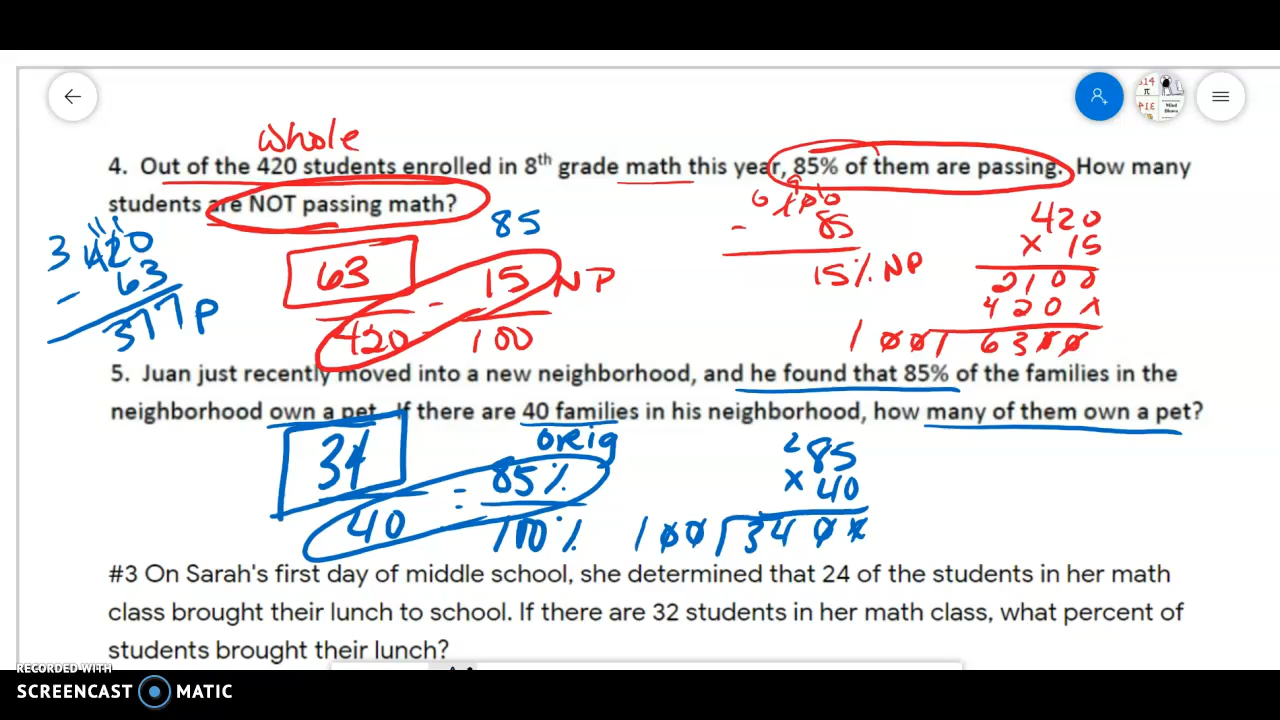 whole
4. Out of the 420 students enrolled in 8th grade math this year, 85% of them are passing. How many
students are NOT passing math?
3 420
- 63
377 P
63
420
=
85
15 NP
100
100
- 85
15% NP
420
x 15
2100
420x
100 6300
5. Juan just recently moved into a new neighborhood, and he found that 85% of the families in the
neighborhood own a pet. If there are 40 families in his neighborhood, how many of them own a pet?
34
40
=
orig
85%
100%
2
85
x 40
100 3400
#3 On Sarah's first day of middle school, she determined that 24 of the students in her math
class brought their lunch to school. If there are 32 students in her math class, what percent of
students brought their lunch?
RECORDED WITH
SCREENCAST MATIC